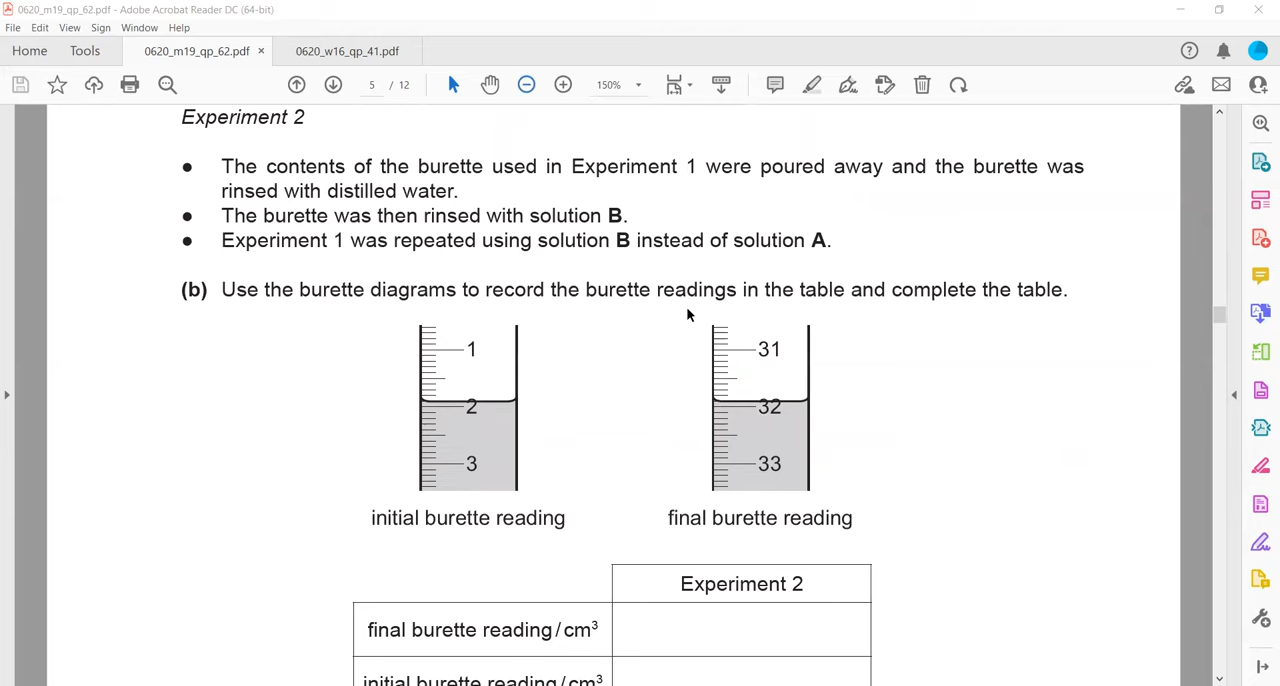 0620_m19_qp_62.pdf - Adobe Acrobat Reader DC (64-bit)
File Edit View Sign Window Help
Home Tools 0620_m19_qp_62.pdf × 0620_w16_qp_41.pdf
5 / 12 150%
Experiment 2
● The contents of the burette used in Experiment 1 were poured away and the burette was
rinsed with distilled water.
● The burette was then rinsed with solution B.
● Experiment 1 was repeated using solution B instead of solution A.
(b) Use the burette diagrams to record the burette readings in the table and complete the table.
1
2
3
initial burette reading
31
32
33
final burette reading
Experiment 2
final burette reading / cm³
initial burette reading / cm³